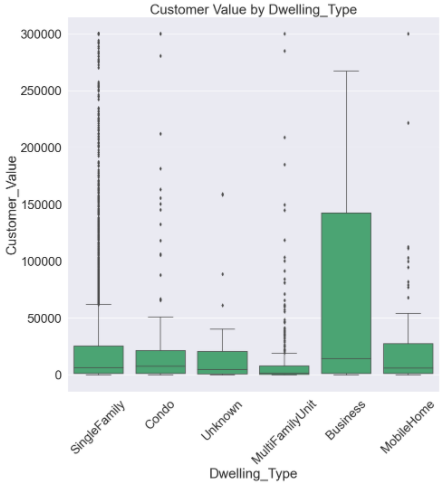 Customer Value by Dwelling_Type
Customer_Value
300000
250000
200000
150000
100000
50000
0
SingleFamily
Condo
Unknown
MultiFamilyUnit
Business
MobileHome
Dwelling_Type